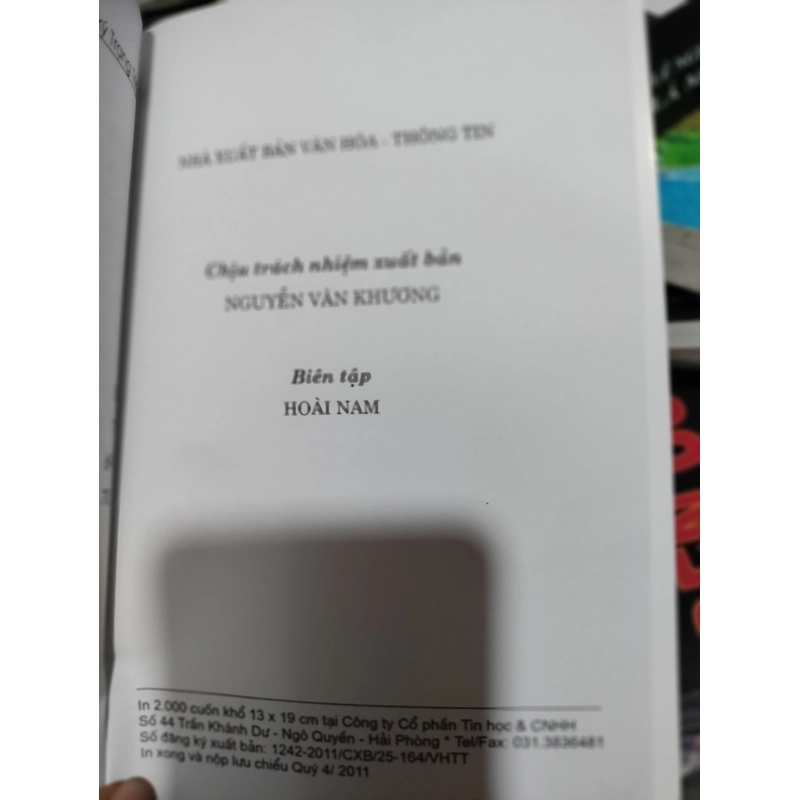 NHÀ XUẤT BẢN VĂN HÓA - THÔNG TIN
Chịu trách nhiệm xuất bản
NGUYỄN VĂN KHƯƠNG
Biên tập
HOÀI NAM
In 2.000 cuốn khổ 13 x 19 cm tại Công ty Cổ phần Tin học & CNHH
Số 44 Trần Khánh Dư - Ngô Quyền - Hải Phòng * Tel/Fax: 031.3836481
Số đăng ký xuất bản: 1242-2011/CXB/25-164/VHTT
In xong và nộp lưu chiểu Quý 4/ 2011